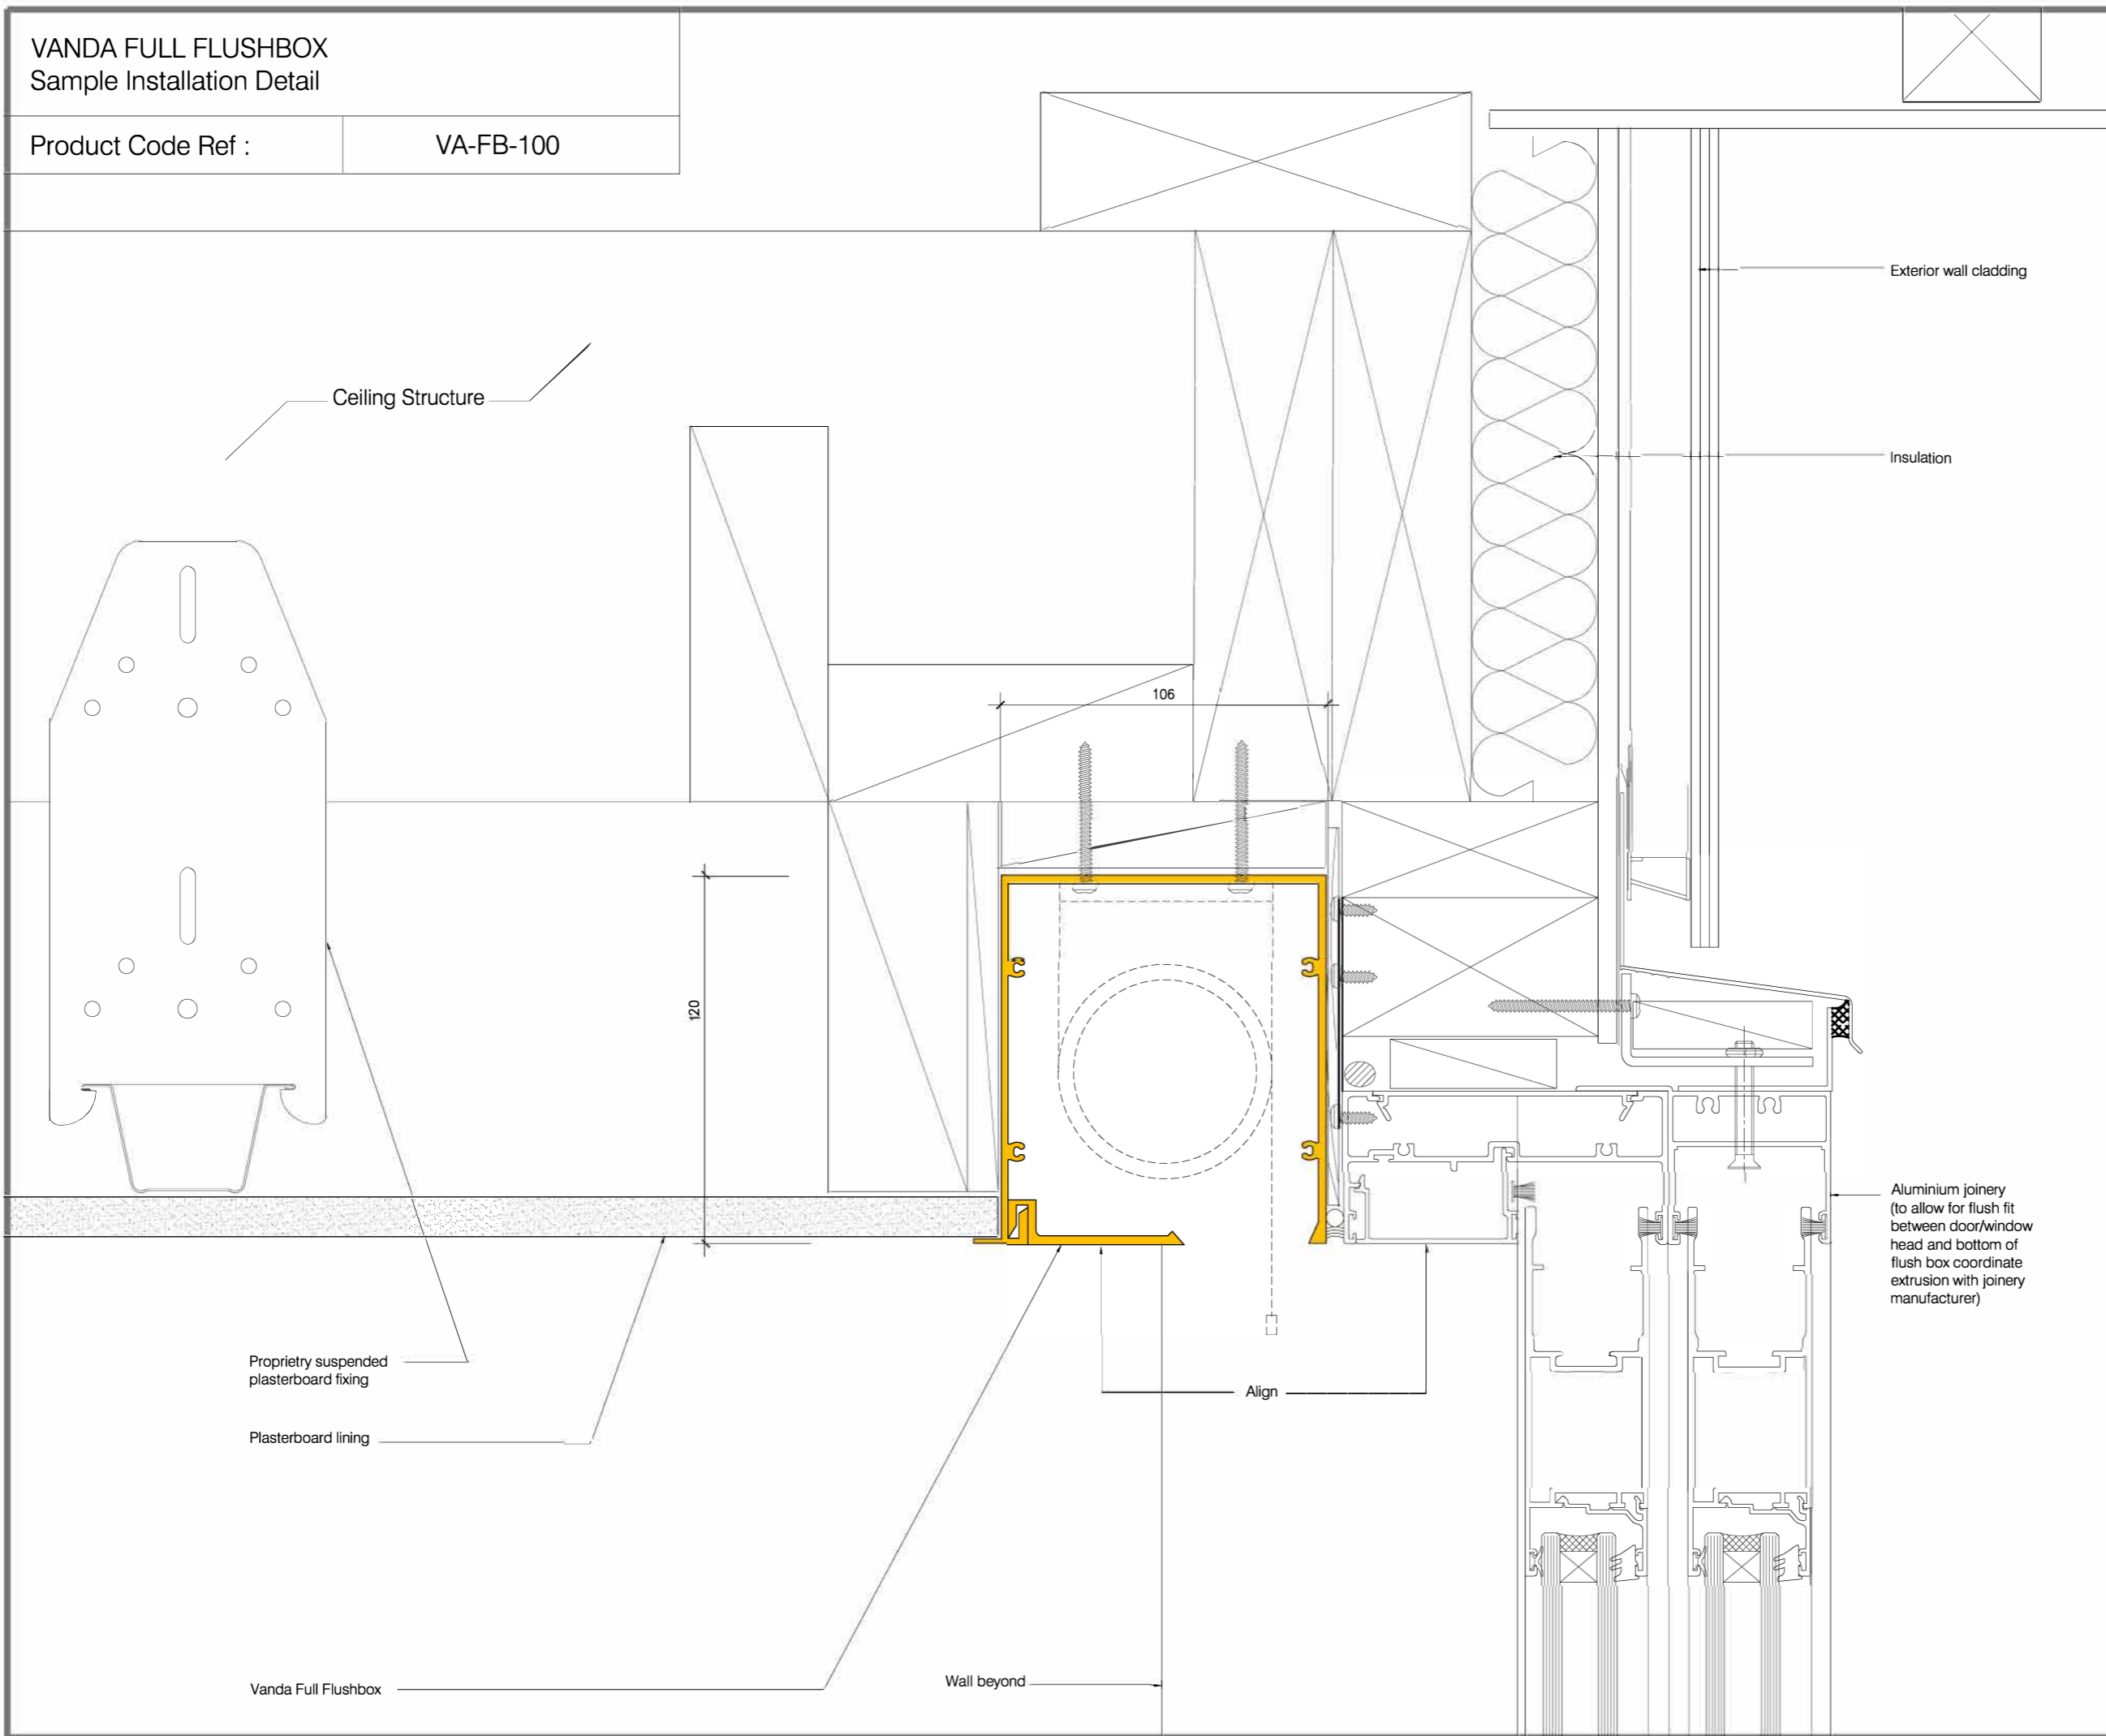 VANDA FULL FLUSHBOX
Sample Installation Detail
Product Code Ref :
VA-FB-100
Exterior wall cladding
Ceiling Structure
Insulation
106
120
Aluminium joinery
(to allow for flush fit
between door/window
head and bottom of
flush box coordinate
extrusion with joinery
manufacturer)
Proprietry suspended
plasterboard fixing
Align
Plasterboard lining
Vanda Full Flushbox
Wall beyond